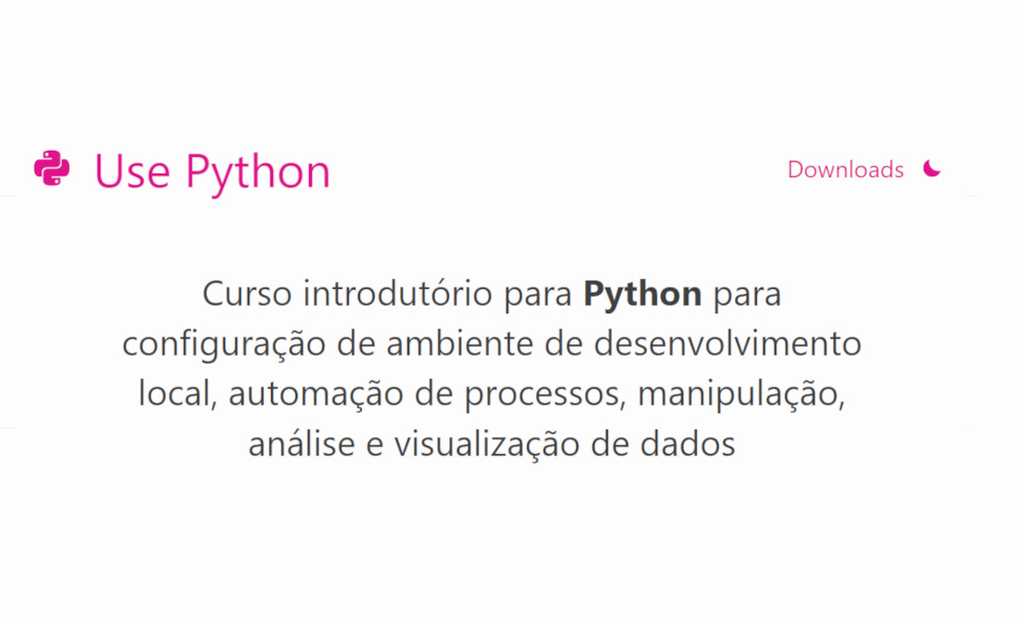 Use Python
Downloads
Curso introdutório para Python para
configuração de ambiente de desenvolvimento
local, automação de processos, manipulação,
análise e visualização de dados